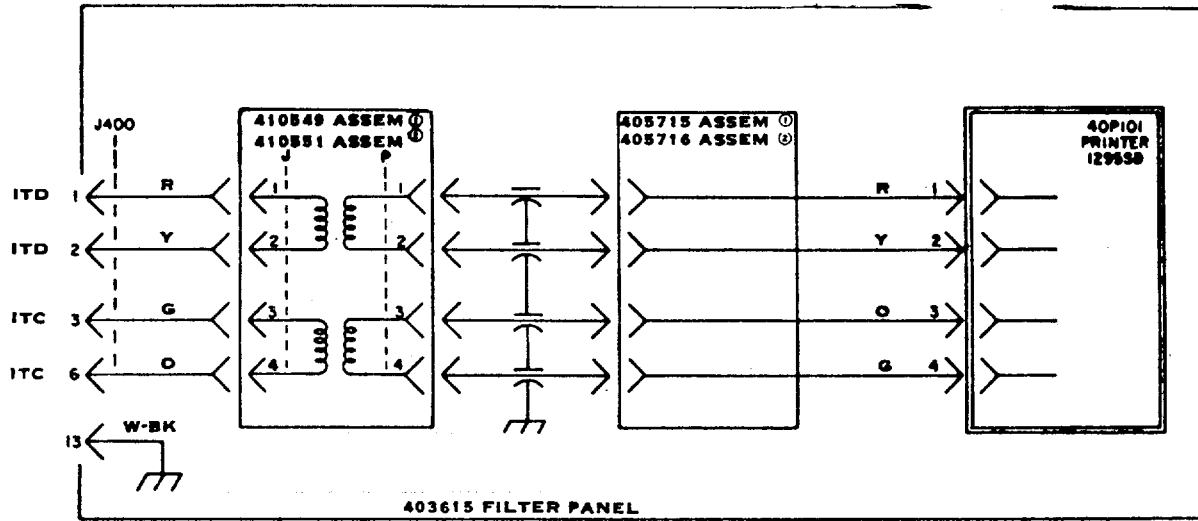 410549 ASSEM ①
410551 ASSEM ②
J P
405715 ASSEM ①
405716 ASSEM ②
40P101
PRINTER
1295SD
J400
ITD 1 R 1 1 R 1
ITD 2 Y 2 2 Y 2
ITC 3 G 3 3 O 3
ITC 6 O 4 4 G 4
13 W-BK
403615 FILTER PANEL